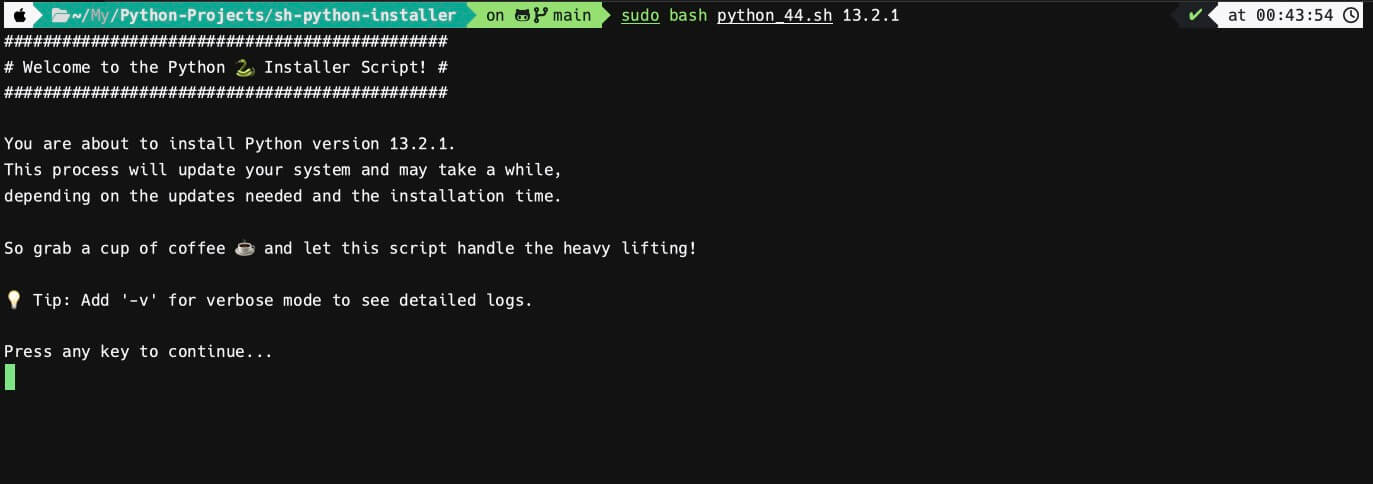 ~/My/Python-Projects/sh-python-installer on main sudo bash python_44.sh 13.2.1 ✔ at 00:43:54
##############################################
# Welcome to the Python 🐍 Installer Script! #
##############################################
You are about to install Python version 13.2.1.
This process will update your system and may take a while,
depending on the updates needed and the installation time.
So grab a cup of coffee ☕ and let this script handle the heavy lifting!
💡 Tip: Add '-v' for verbose mode to see detailed logs.
Press any key to continue...